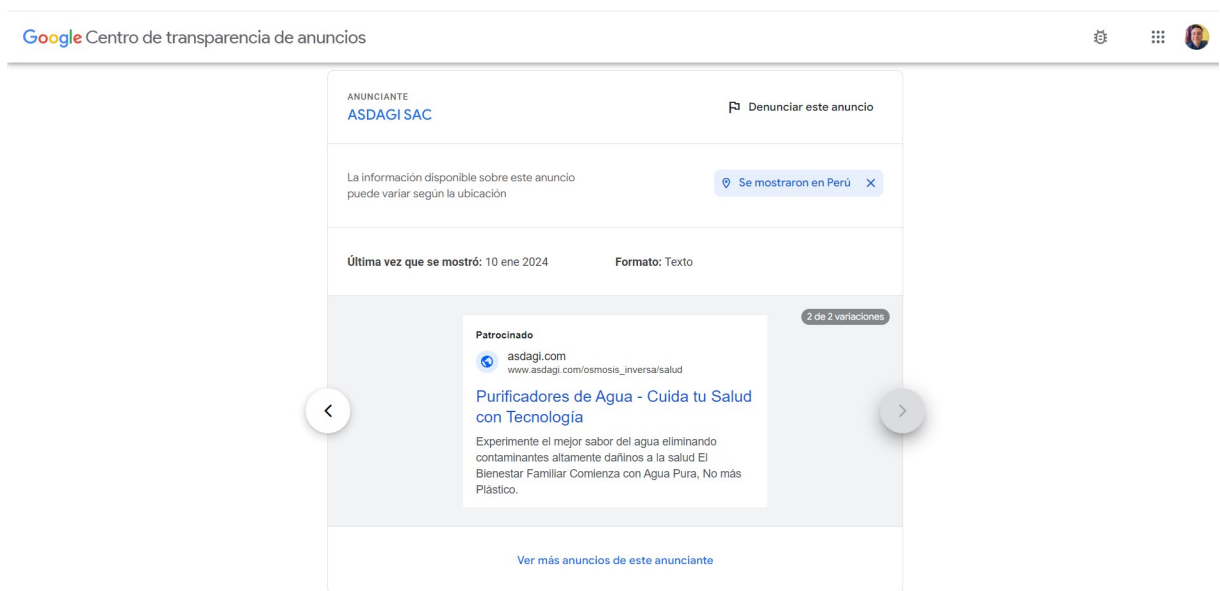 Google Centro de transparencia de anuncios
ANUNCIANTE
ASDAGI SAC
Denunciar este anuncio
La información disponible sobre este anuncio
puede variar según la ubicación
Se mostraron en Perú
Última vez que se mostró: 10 ene 2024 Formato: Texto
2 de 2 variaciones
Patrocinado
asdagi.com
www.asdagi.com/osmosis_inversa/salud
Purificadores de Agua - Cuida tu Salud
con Tecnología
Experimente el mejor sabor del agua eliminando
contaminantes altamente dañinos a la salud El
Bienestar Familiar Comienza con Agua Pura, No más
Plástico.
Ver más anuncios de este anunciante